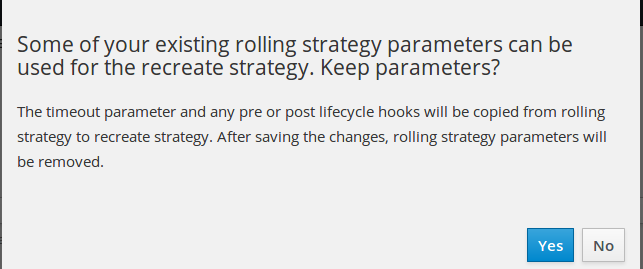 Some of your existing rolling strategy parameters can be
used for the recreate strategy. Keep parameters?
The timeout parameter and any pre or post lifecycle hooks will be copied from rolling
strategy to recreate strategy. After saving the changes, rolling strategy parameters will
be removed.
Yes No